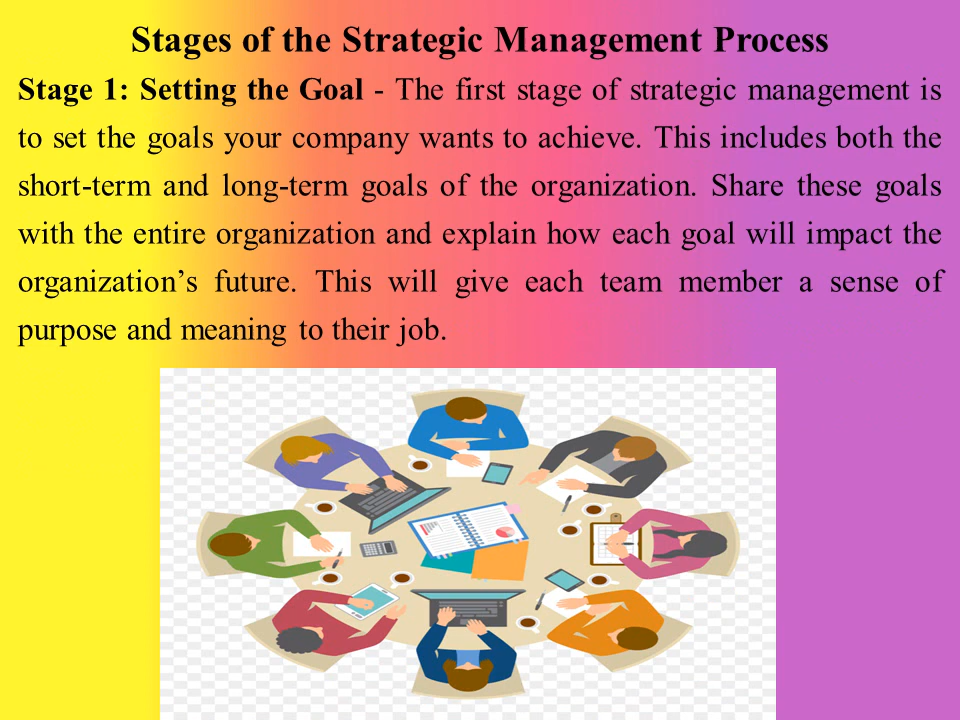 Stages of the Strategic Management Process
Stage 1: Setting the Goal - The first stage of strategic management is
to set the goals your company wants to achieve. This includes both the
short-term and long-term goals of the organization. Share these goals
with the entire organization and explain how each goal will impact the
organization’s future. This will give each team member a sense of
purpose and meaning to their job.